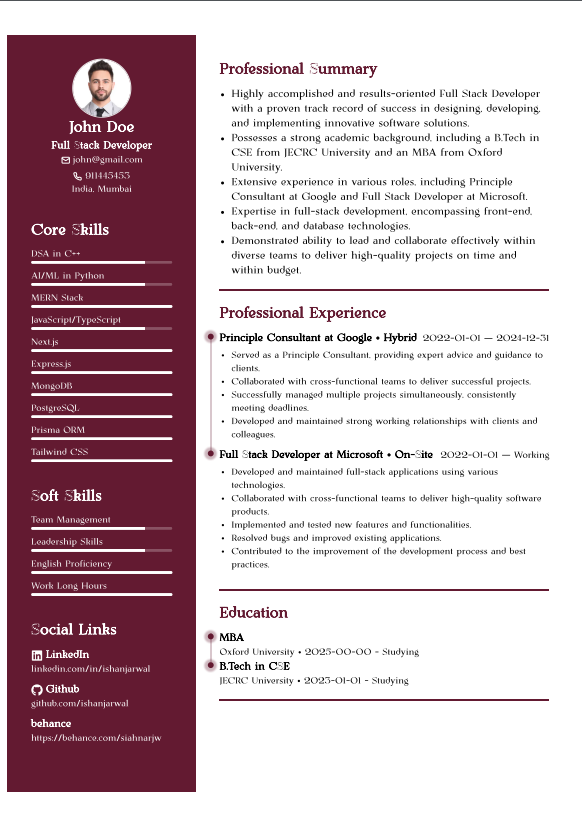 John Doe
Full Stack Developer
john@gmail.com
911445453
India, Mumbai
Core Skills
DSA in C++
AI/ML in Python
MERN Stack
JavaScript/TypeScript
Next.js
Express.js
MongoDB
PostgreSQL
Prisma ORM
Tailwind CSS
Soft Skills
Team Management
Leadership Skills
English Proficiency
Work Long Hours
Social Links
LinkedIn
linkedin.com/in/ishanjarwal
Github
github.com/ishanjarwal
behance
https://behance.com/siahnarjw
Professional Summary
• Highly accomplished and results-oriented Full Stack Developer
with a proven track record of success in designing, developing,
and implementing innovative software solutions.
• Possesses a strong academic background, including a B.Tech in
CSE from JECRC University and an MBA from Oxford
University.
• Extensive experience in various roles, including Principle
Consultant at Google and Full Stack Developer at Microsoft.
• Expertise in full-stack development, encompassing front-end,
back-end, and database technologies.
• Demonstrated ability to lead and collaborate effectively within
diverse teams to deliver high-quality projects on time and
within budget.
Professional Experience
Principle Consultant at Google • Hybrid 2022-01-01 — 2024-12-31
• Served as a Principle Consultant, providing expert advice and guidance to
clients.
• Collaborated with cross-functional teams to deliver successful projects.
• Successfully managed multiple projects simultaneously, consistently
meeting deadlines.
• Developed and maintained strong working relationships with clients and
colleagues.
Full Stack Developer at Microsoft • On-Site 2022-01-01 — Working
• Developed and maintained full-stack applications using various
technologies.
• Collaborated with cross-functional teams to deliver high-quality software
products.
• Implemented and tested new features and functionalities.
• Resolved bugs and improved existing applications.
• Contributed to the improvement of the development process and best
practices.
Education
MBA
Oxford University • 2025-00-00 - Studying
B.Tech in CSE
JECRC University • 2023-01-01 - Studying